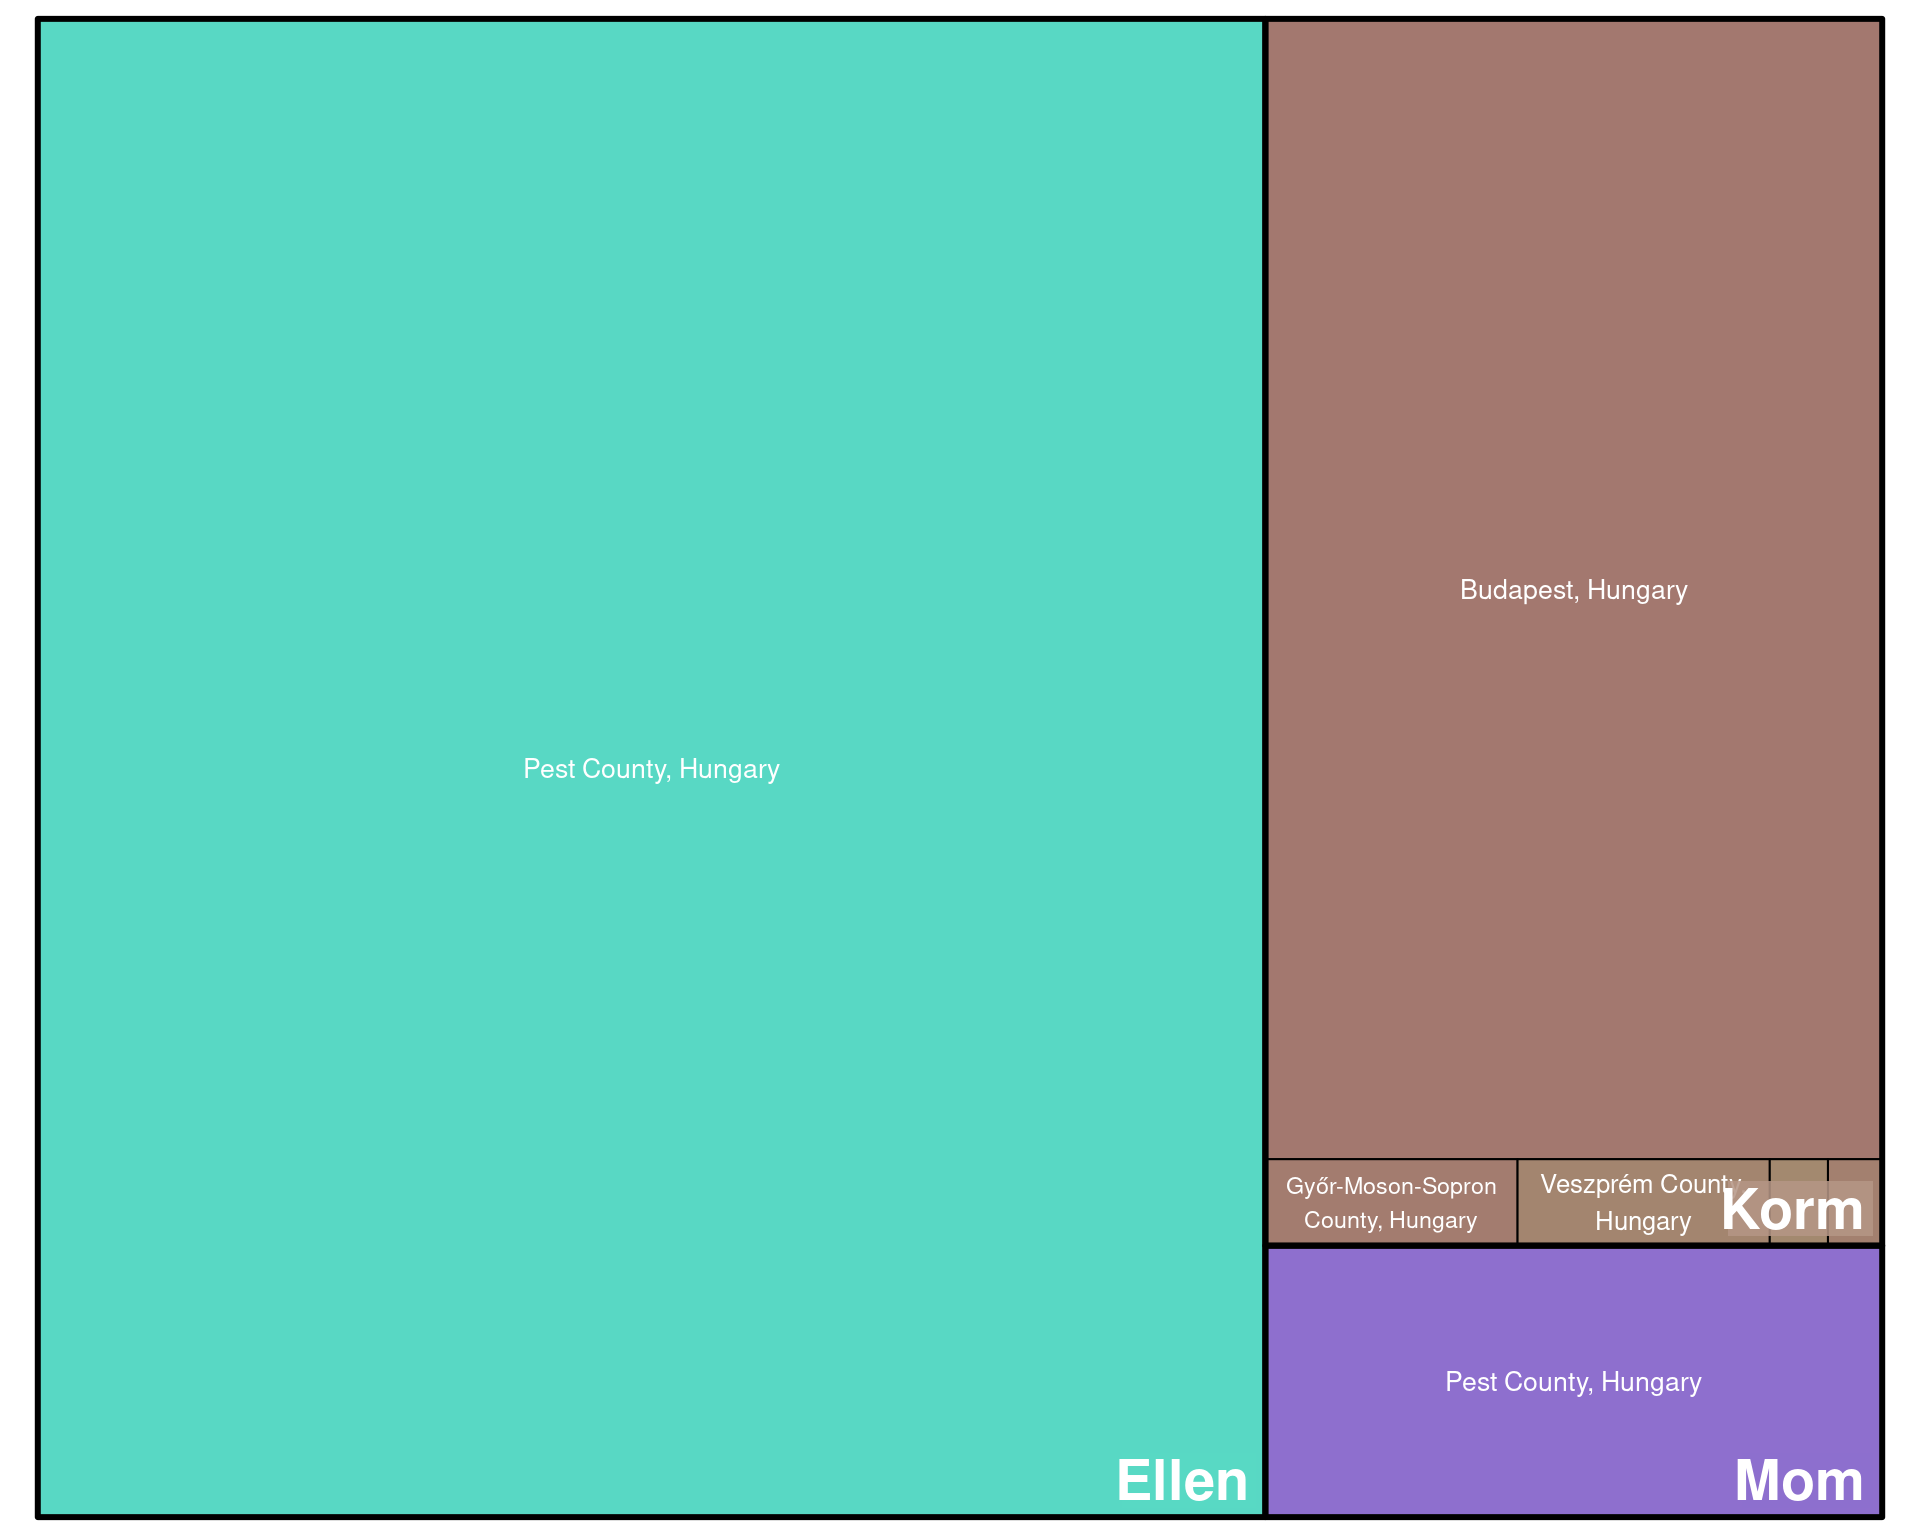 Pest County, Hungary
Ellen
Budapest, Hungary
Győr-Moson-Sopron
County, Hungary
Veszprém County
Hungary
Korm
Pest County, Hungary
Mom